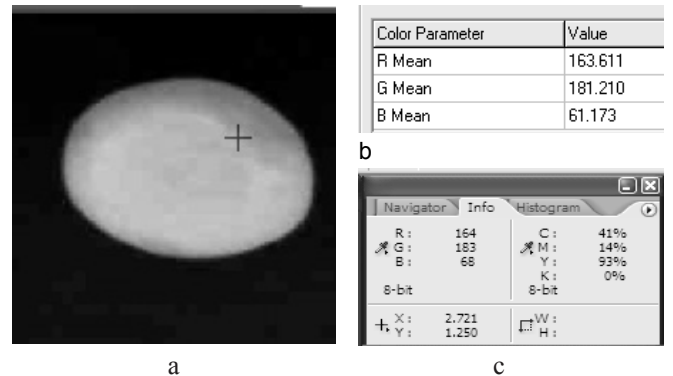 Color Parameter Value
R Mean 163.611
G Mean 181.210
B Mean 61.173
b
Navigator Info Histogram
R : 164 C : 41%
G : 183 M : 14%
B : 68 Y : 93%
K : 0%
8-bit 8-bit
X : 2.721 W :
Y : 1.250 H :
a c